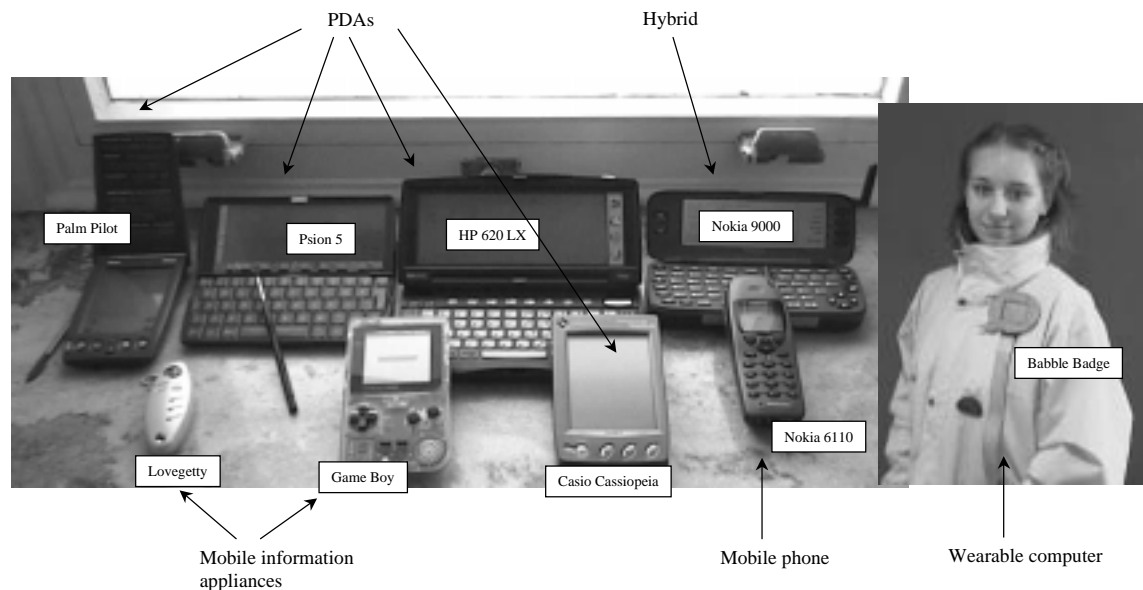 PDAs
Hybrid
Palm Pilot
Psion 5
HP 620 LX
Nokia 9000
Babble Badge
Nokia 6110
Lovegetty
Game Boy
Casio Cassiopeia
Mobile information
appliances
Mobile phone
Wearable computer